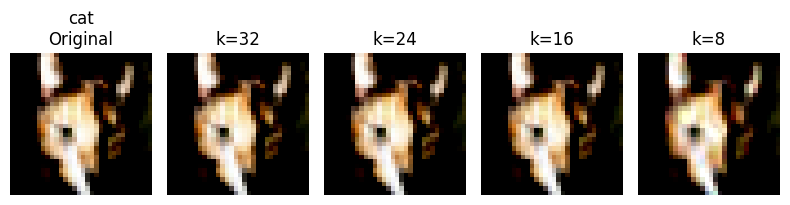 cat
Original
k=32
k=24
k=16
k=8